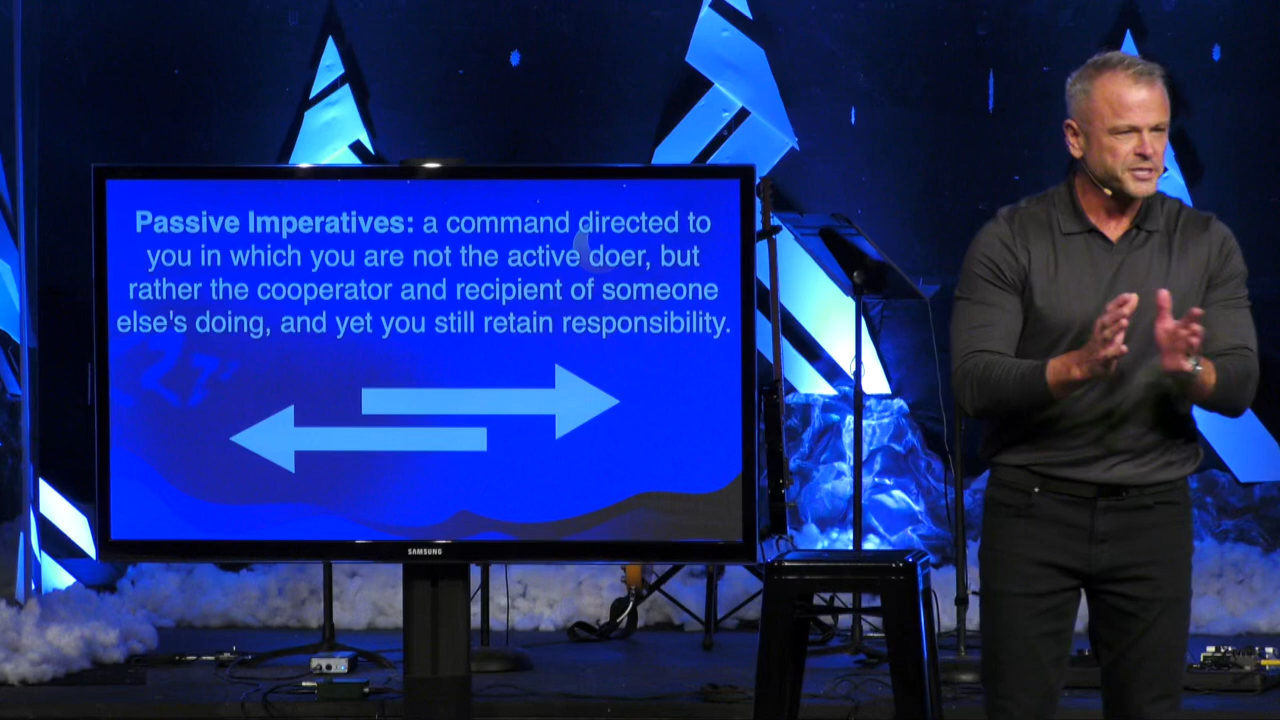 Passive Imperatives: a command directed to
you in which you are not the active doer, but
rather the cooperator and recipient of someone
else's doing, and yet you still retain responsibility.
SAMSUNG